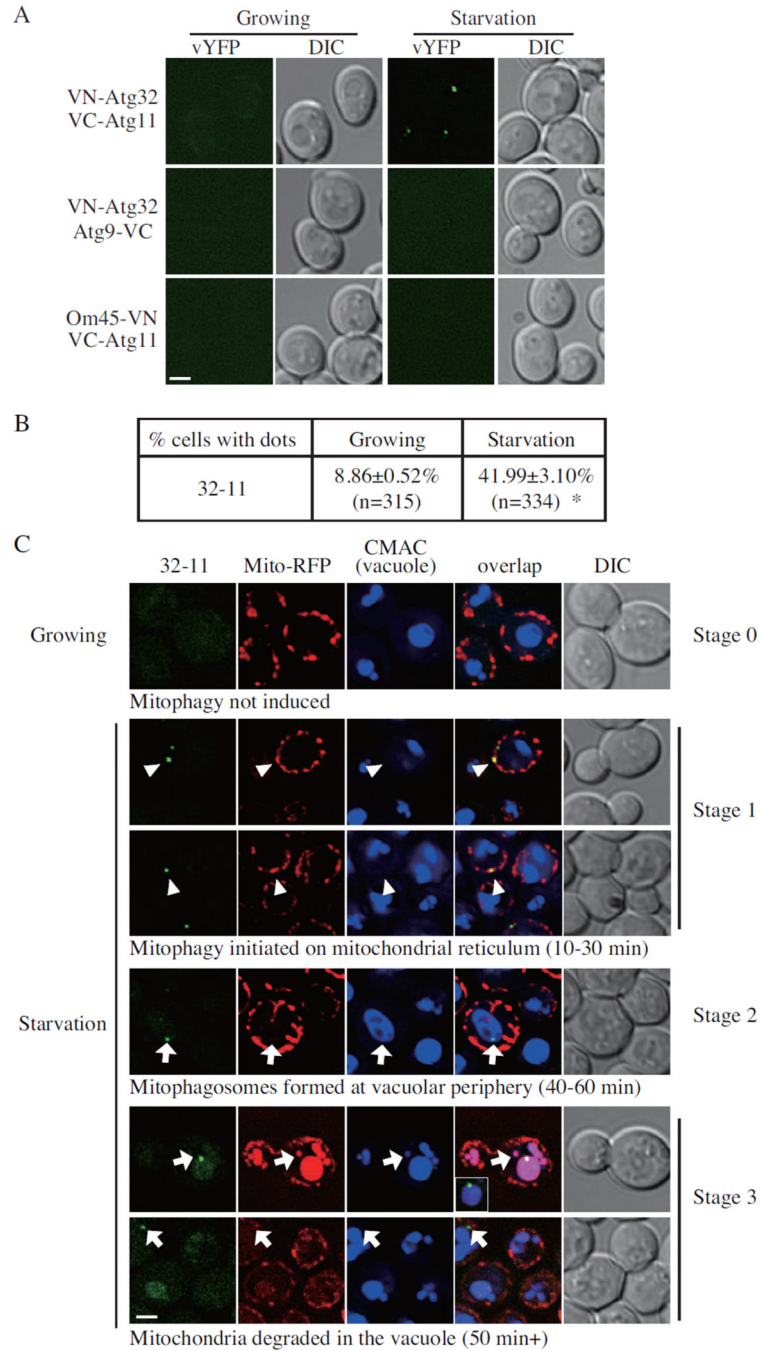 A
Growing Starvation
vYFP DIC vYFP DIC
VN-Atg32
VC-Atg11
VN-Atg32
Atg9-VC
Om45-VN
VC-Atg11
B
% cells with dots Growing Starvation
32-11 8.86±0.52% 41.99±3.10%
(n=315) (n=334) *
C
CMAC
32-11 Mito-RFP (vacuole) overlap DIC
Growing Stage 0
Mitophagy not induced
Stage 1
Mitophagy initiated on mitochondrial reticulum (10-30 min)
Starvation Stage 2
Mitophagosomes formed at vacuolar periphery (40-60 min)
Stage 3
Mitochondria degraded in the vacuole (50 min+)